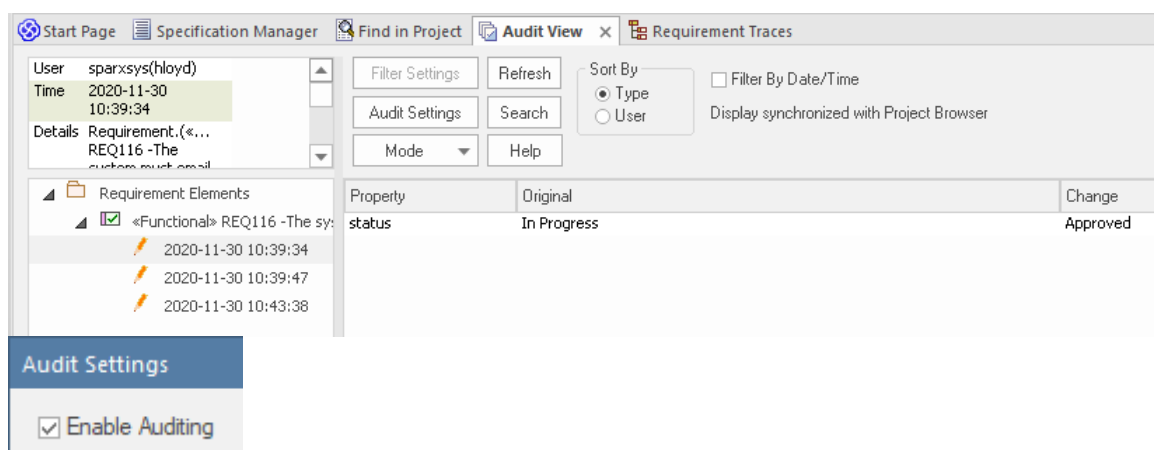 Start Page Specification Manager Find in Project Audit View × Requirement Traces
User sparxsys(hloyd)
Time 2020-11-30
10:39:34
Details Requirement.(«...
REQ116 -The
system must email
Filter Settings Refresh
Audit Settings Search
Mode Help
Sort By
Type
User
Filter By Date/Time
Display synchronized with Project Browser
Requirement Elements
«Functional» REQ116 -The sy
2020-11-30 10:39:34
2020-11-30 10:39:47
2020-11-30 10:43:38
Property Original Change
status In Progress Approved
Audit Settings
Enable Auditing